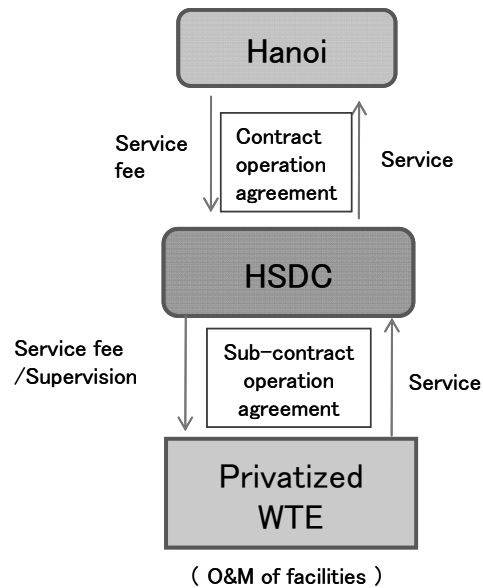 Hanoi
Service
fee
Contract
operation
agreement
Service
HSDC
Service fee
/Supervision
Sub-contract
operation
agreement
Service
Privatized
WTE
( O&M of facilities )